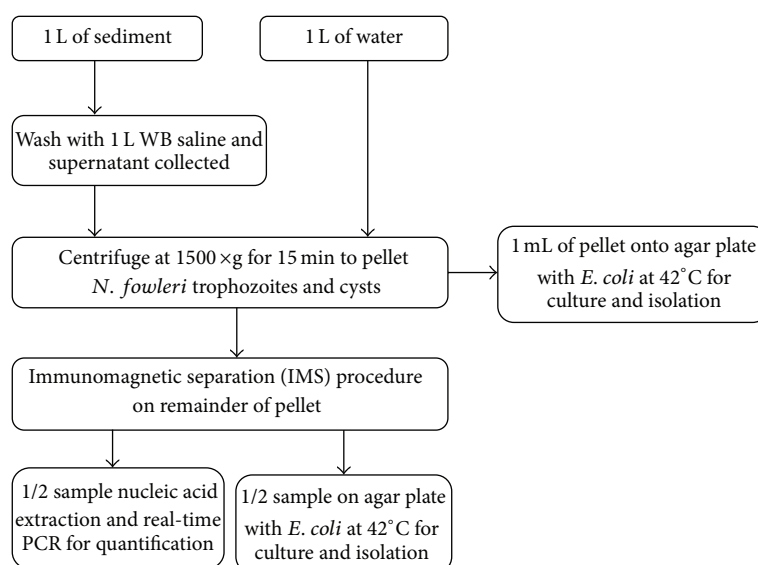 1 L of sediment
1 L of water
Wash with 1 L WB saline and
supernatant collected
Centrifuge at 1500 ×g for 15 min to pellet
N. fowleri trophozoites and cysts
1 mL of pellet onto agar plate
with E. coli at 42°C for
culture and isolation
Immunomagnetic separation (IMS) procedure
on remainder of pellet
1/2 sample nucleic acid
extraction and real-time
PCR for quantification
1/2 sample on agar plate
with E. coli at 42°C for
culture and isolation